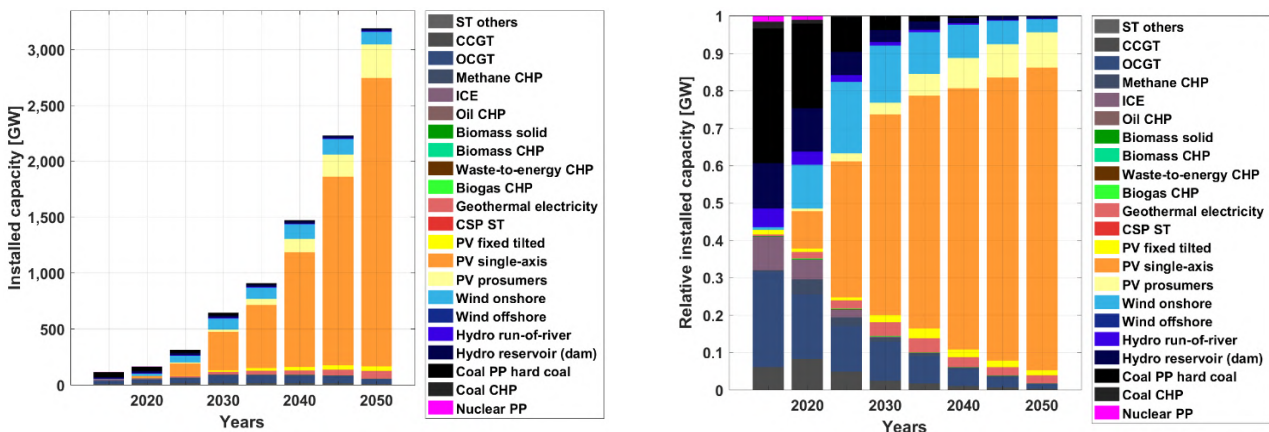 Installed capacity [GW]
3,000
2,500
2,000
1,500
1,000
500
0
2020
2030
2040
2050
Years
ST others
CCGT
OCGT
Methane CHP
ICE
Oil CHP
Biomass solid
Biomass CHP
Waste-to-energy CHP
Biogas CHP
Geothermal electricity
CSP ST
PV fixed tilted
PV single-axis
PV prosumers
Wind onshore
Wind offshore
Hydro run-of-river
Hydro reservoir (dam)
Coal PP hard coal
Coal CHP
Nuclear PP
Relative installed capacity [GW]
1
0.9
0.8
0.7
0.6
0.5
0.4
0.3
0.2
0.1
0
2020
2030
2040
2050
Years
ST others
CCGT
OCGT
Methane CHP
ICE
Oil CHP
Biomass solid
Biomass CHP
Waste-to-energy CHP
Biogas CHP
Geothermal electricity
CSP ST
PV fixed tilted
PV single-axis
PV prosumers
Wind onshore
Wind offshore
Hydro run-of-river
Hydro reservoir (dam)
Coal PP hard coal
Coal CHP
Nuclear PP